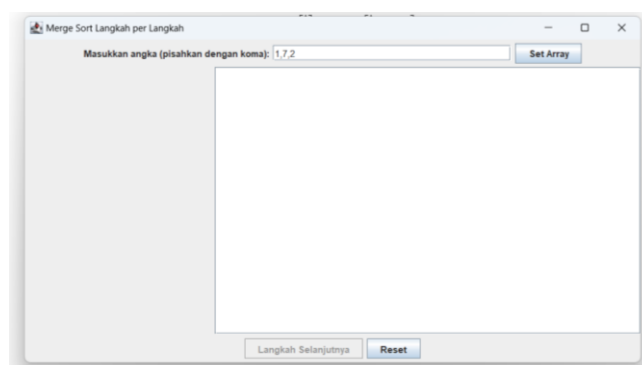 Merge Sort Langkah per Langkah
Masukkan angka (pisahkan dengan koma): 1,7,2 Set Array
Langkah Selanjutnya Reset